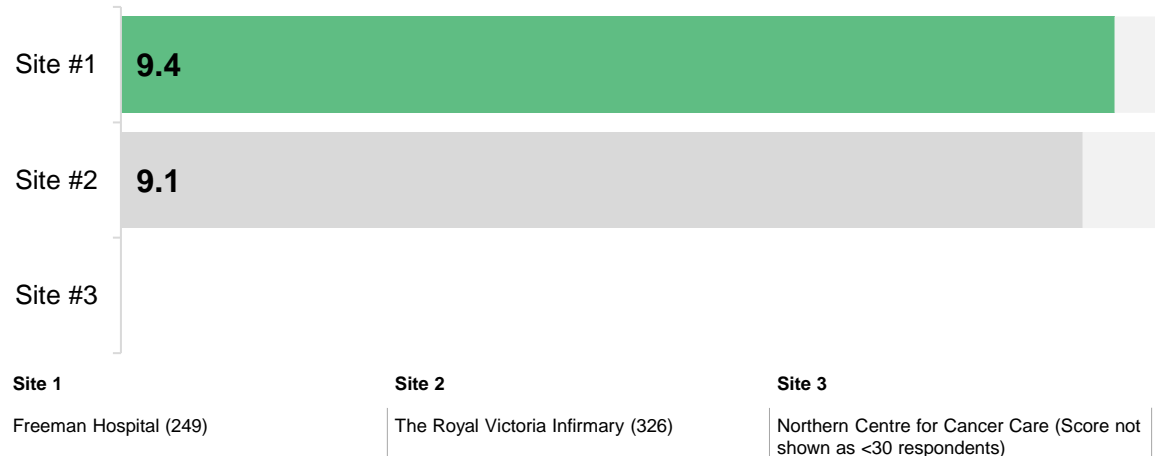 Site #1
9.4
Site #2
9.1
Site #3
Site 1
Site 2
Site 3
Freeman Hospital (249)
The Royal Victoria Infirmary (326)
Northern Centre for Cancer Care (Score not
shown as <30 respondents)